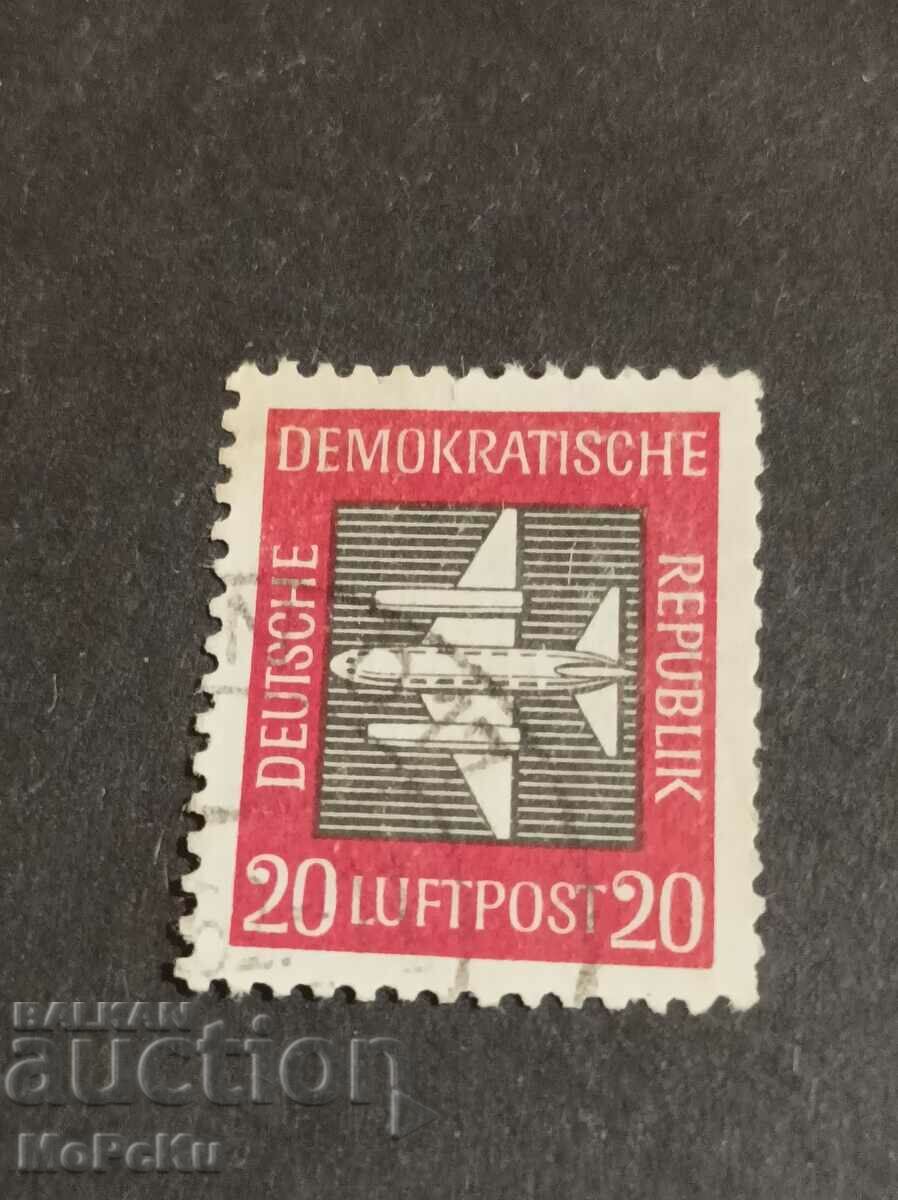 DEUTSCHE
DEMOKRATISCHE
REPUBLIK
20 LUFTPOST 20
BALKAN
auction
MoPcKu